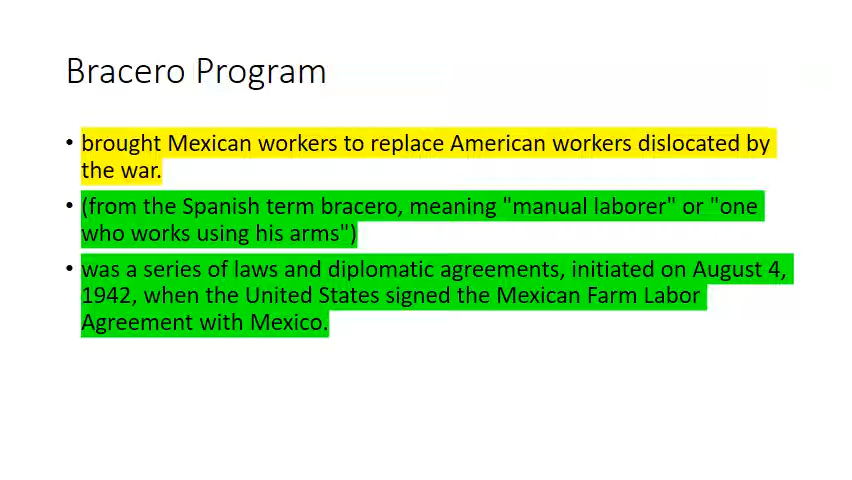 Bracero Program
• brought Mexican workers to replace American workers dislocated by
the war.
• (from the Spanish term bracero, meaning "manual laborer" or "one
who works using his arms")
• was a series of laws and diplomatic agreements, initiated on August 4,
1942, when the United States signed the Mexican Farm Labor
Agreement with Mexico.